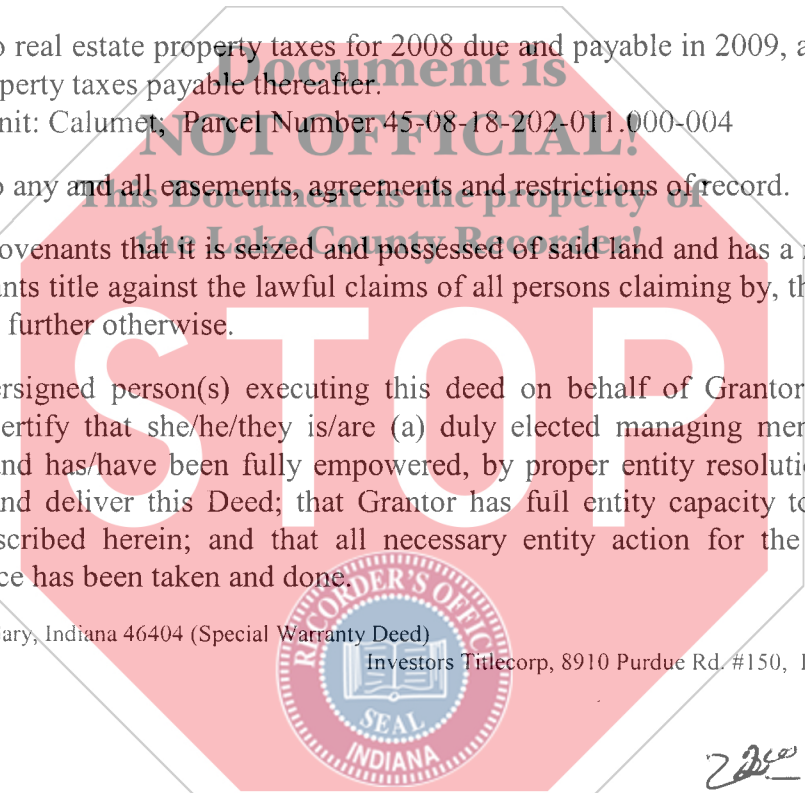 o real estate property taxes for 2008 due and payable in 2009, a
Document is
perty taxes payable thereafter.
nit: Calumet; Parcel Number 45-08-18-202-011.000-004
NOT OFFICIAL!
o any and all easements, agreements and restrictions of record.
This Document is the property of
the Lake County Recorder!
ovenants that it is seized and possessed of said land and has a
ants title against the lawful claims of all persons claiming by, th
further otherwise.
STOP
ersigned person(s) executing this deed on behalf of Grantor
ertify that she/he/they is/are (a) duly elected managing mer
nd has/have been fully empowered, by proper entity resoluti
nd deliver this Deed; that Grantor has full entity capacity to
scribed herein; and that all necessary entity action for the
ce has been taken and done.
RECORDER'S OFFICE
ary, Indiana 46404 (Special Warranty Deed)
Investors Titlecorp, 8910 Purdue Rd. #150,
SEAL
INDIANA